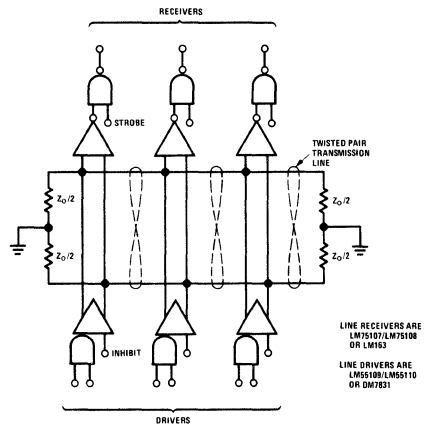 RECEIVERS
STROBE
TWISTED PAIR
TRANSMISSION
LINE
Z₀/2
Z₀/2
Z₀/2
Z₀/2
INHIBIT
LINE RECEIVERS ARE
LM75107/LM75108
OR LM163
LINE DRIVERS ARE
LM55109/LM55110
OR DM7831
DRIVERS